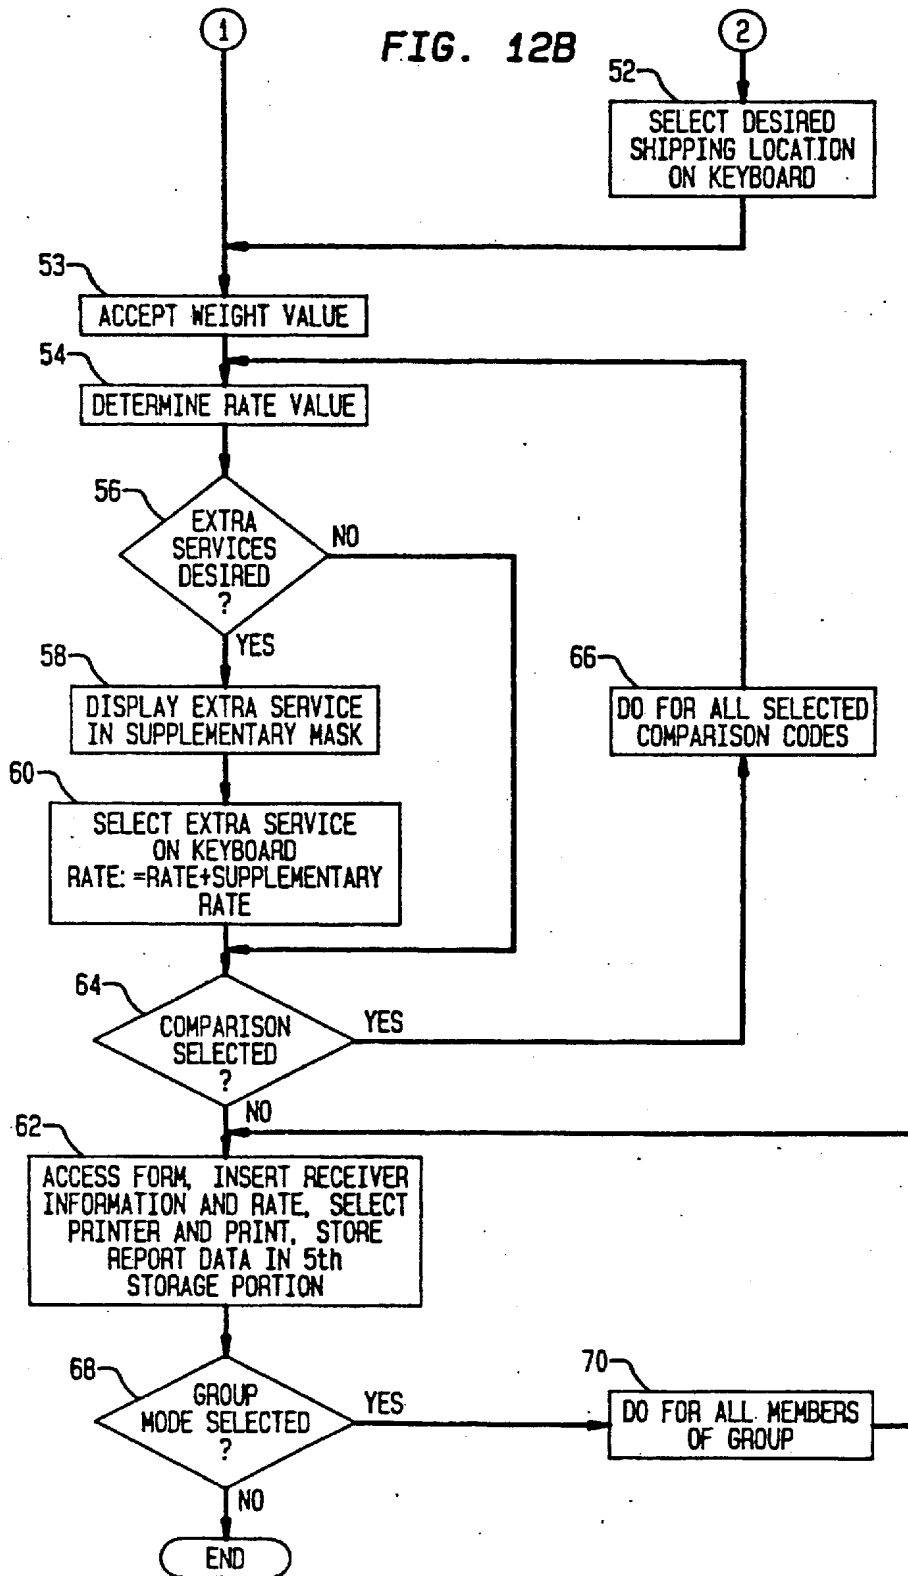 1
FIG. 12B
2
52
SELECT DESIRED
SHIPPING LOCATION
ON KEYBOARD
53
ACCEPT WEIGHT VALUE
54
DETERMINE RATE VALUE
56
EXTRA
SERVICES
DESIRED
?
NO
YES
58
DISPLAY EXTRA SERVICE
IN SUPPLEMENTARY MASK
66
DO FOR ALL SELECTED
COMPARISON CODES
60
SELECT EXTRA SERVICE
ON KEYBOARD
RATE:=RATE+SUPPLEMENTARY
RATE
64
COMPARISON
SELECTED
?
YES
NO
62
ACCESS FORM, INSERT RECEIVER
INFORMATION AND RATE, SELECT
PRINTER AND PRINT, STORE
REPORT DATA IN 5th
STORAGE PORTION
68
GROUP
MODE SELECTED
?
YES
70
DO FOR ALL MEMBERS
OF GROUP
NO
END